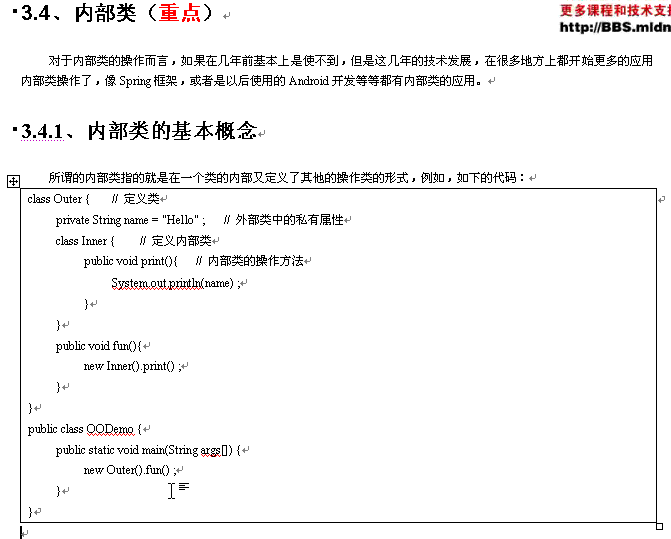 3.4、内部类（重点）
更多课程和技术支
http://BBS.mldn
对于内部类的操作而言，如果在几年前基本上是使不到，但是这几年的技术发展，在很多地方上都开始更多的应用
内部类操作了，像 Spring 框架，或者是以后使用的 Android 开发等等都有内部类的应用。
3.4.1、内部类的基本概念
所谓的内部类指的就是在一个类的内部又定义了其他的操作类的形式，例如，如下的代码：
class Outer { // 定义类
private String name = "Hello" ; // 外部类中的私有属性
class Inner { // 定义内部类
public void print(){ // 内部类的操作方法
System.out.println(name) ;
}
}
public void fun(){
new Inner().print() ;
}
}
public class OODemo {
public static void main(String args[]) {
new Outer().fun() ;
}
}